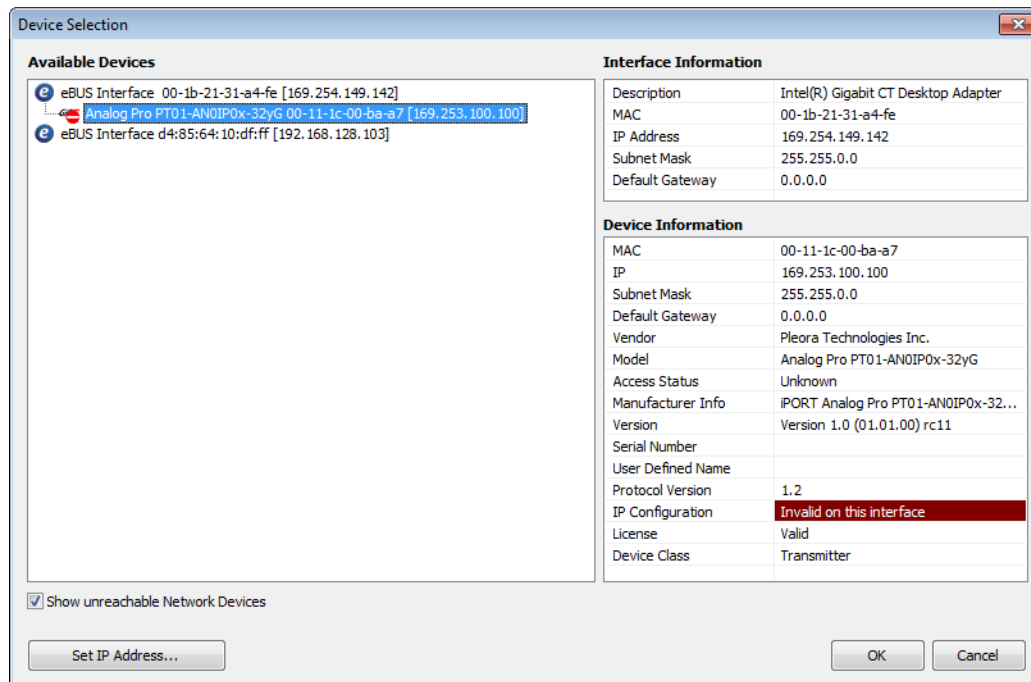 Device Selection
Available Devices
eBUS Interface 00-1b-21-31-a4-fe [169.254.149.142]
Analog Pro PT01-AN0IP0x-32yG 00-11-1c-00-ba-a7 [169.253.100.100]
eBUS Interface d4:85:64:10:df:ff [192.168.128.103]
Show unreachable Network Devices
Set IP Address...
Interface Information
Description Intel(R) Gigabit CT Desktop Adapter
MAC 00-1b-21-31-a4-fe
IP Address 169.254.149.142
Subnet Mask 255.255.0.0
Default Gateway 0.0.0.0
Device Information
MAC 00-11-1c-00-ba-a7
IP 169.253.100.100
Subnet Mask 255.255.0.0
Default Gateway 0.0.0.0
Vendor Pleora Technologies Inc.
Model Analog Pro PT01-AN0IP0x-32yG
Access Status Unknown
Manufacturer Info iPORT Analog Pro PT01-AN0IP0x-32...
Version Version 1.0 (01.01.00) rc11
Serial Number
User Defined Name
Protocol Version 1.2
IP Configuration Invalid on this interface
License Valid
Device Class Transmitter
OK
Cancel